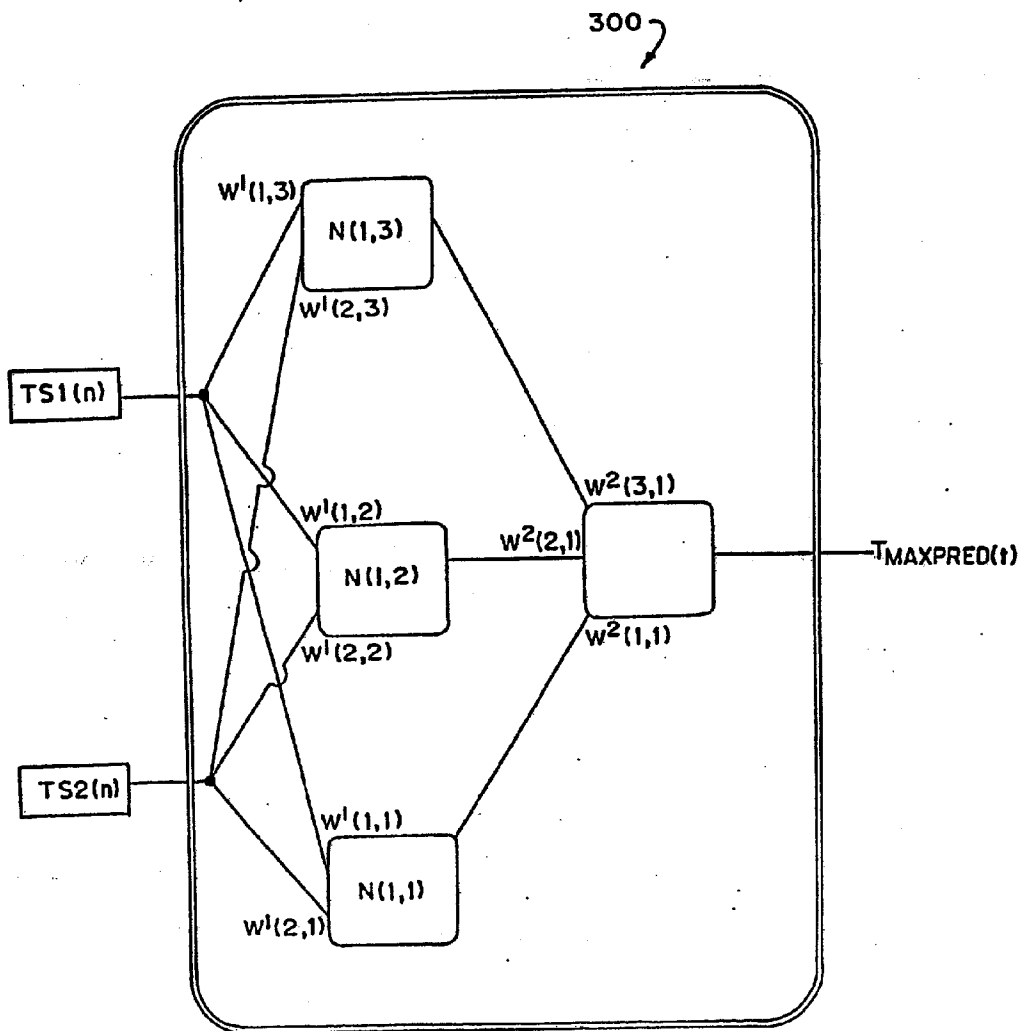 300
W¹(1,3)
N(1,3)
W¹(2,3)
TS1(n)
W¹(1,2)
N(1,2)
W¹(2,2)
W²(3,1)
W²(2,1)
W²(1,1)
TMAXPRED(t)
TS2(n)
W¹(1,1)
N(1,1)
W¹(2,1)